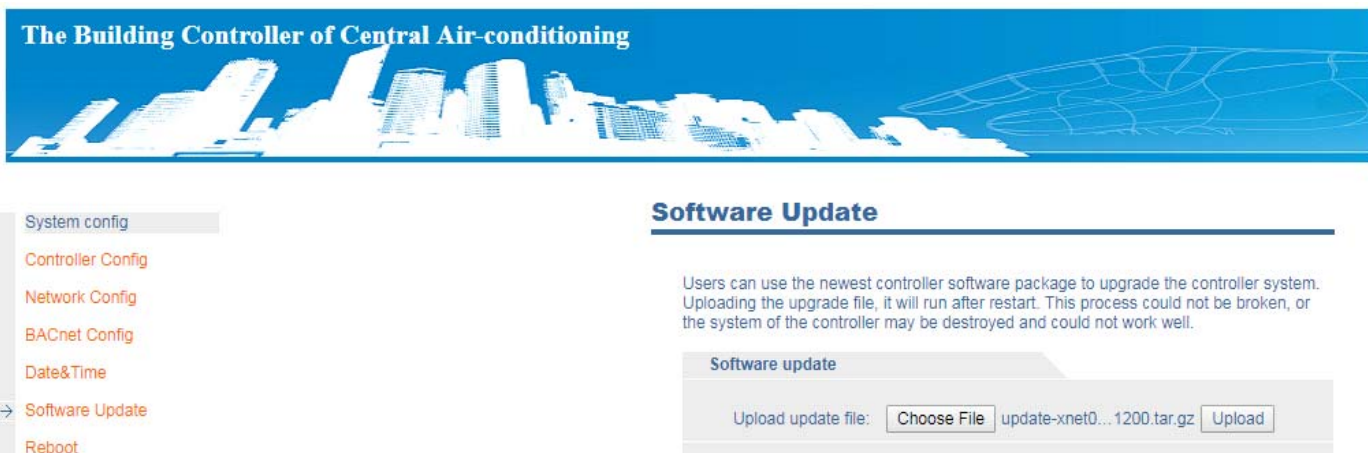 The Building Controller of Central Air-conditioning
System config
Controller Config
Network Config
BACnet Config
Date&Time
→ Software Update
Reboot
Software Update
Users can use the newest controller software package to upgrade the controller system.
Uploading the upgrade file, it will run after restart. This process could not be broken, or
the system of the controller may be destroyed and could not work well.
Software update
Upload update file: Choose File update-xnet0...1200.tar.gz Upload